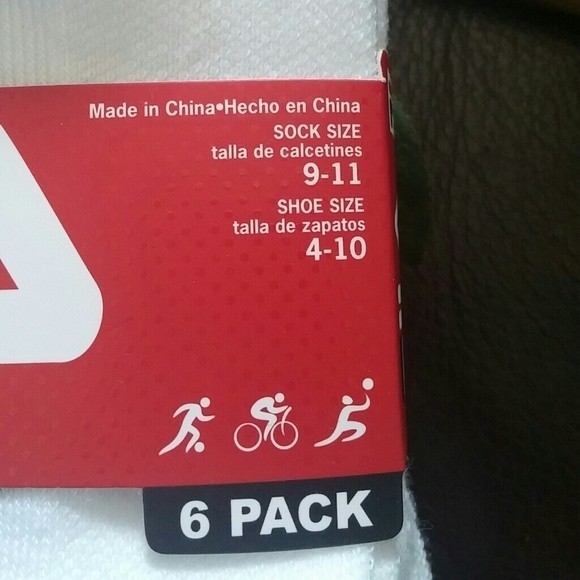 Made in China•Hecho en China
SOCK SIZE
talla de calcetines
9-11
SHOE SIZE
talla de zapatos
4-10
6 PACK